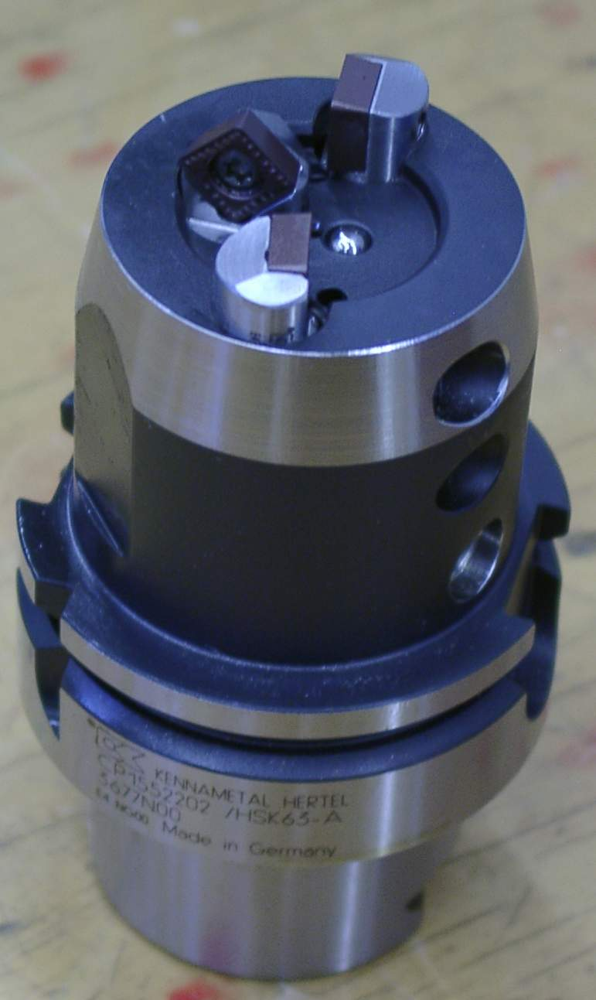 KENNAMETAL HERTEL
CP1552202 /HSK63-A
5677N00
Made in Germany